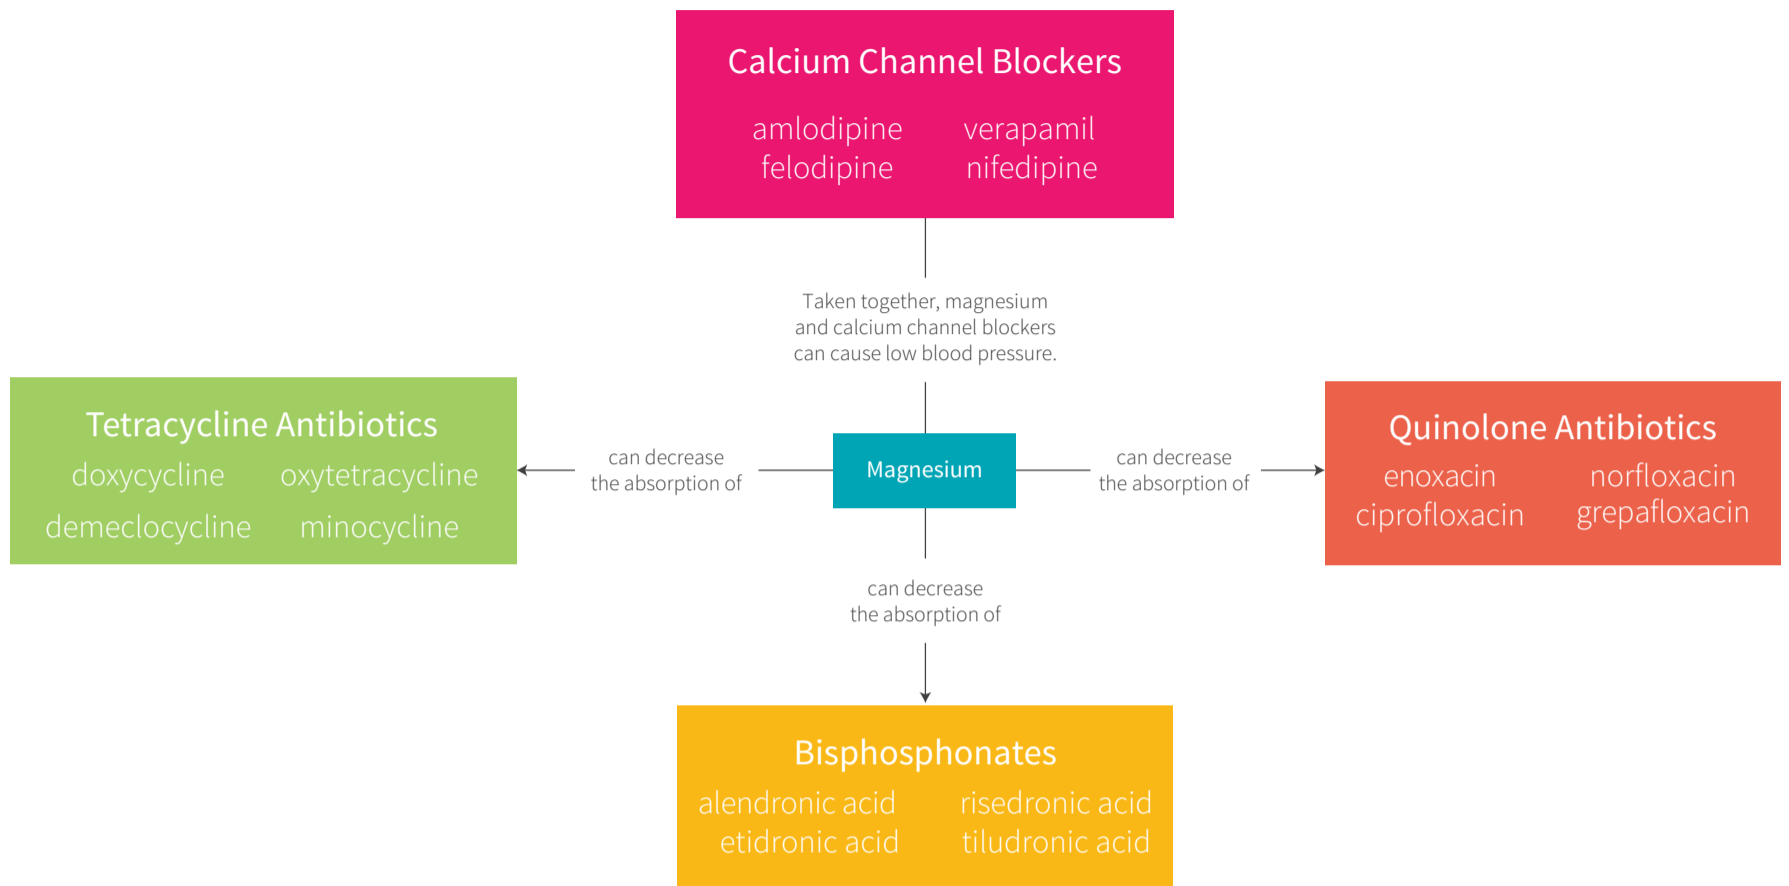 Calcium Channel Blockers
amlodipine verapamil
felodipine nifedipine
Taken together, magnesium
and calcium channel blockers
can cause low blood pressure.
Tetracycline Antibiotics
doxycycline oxytetracycline
demeclocycline minocycline
can decrease
the absorption of
Magnesium
can decrease
the absorption of
Quinolone Antibiotics
enoxacin norfloxacin
ciprofloxacin grepafloxacin
can decrease
the absorption of
Bisphosphonates
alendronic acid risedronic acid
etidronic acid tiludronic acid